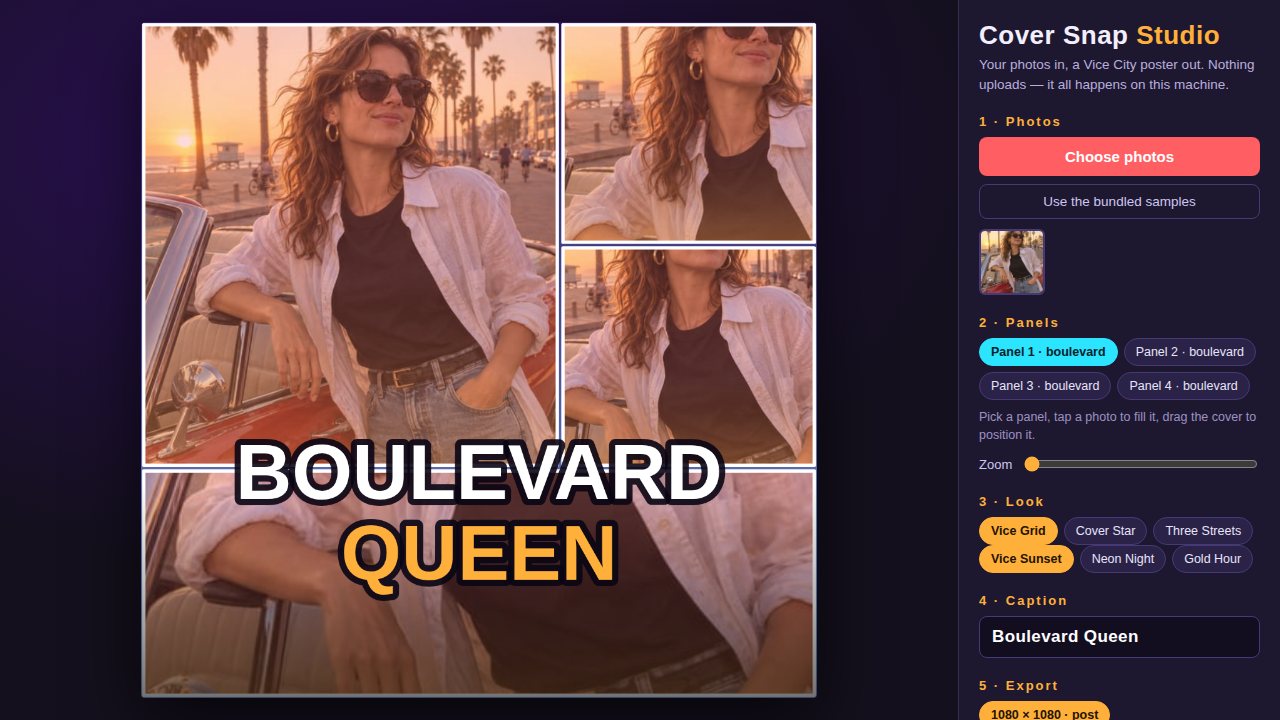 BOULEVARD
QUEEN
Cover Snap Studio
Your photos in, a Vice City poster out. Nothing
uploads — it all happens on this machine.
1 · Photos
Choose photos
Use the bundled samples
2 · Panels
Panel 1 · boulevard
Panel 2 · boulevard
Panel 3 · boulevard
Panel 4 · boulevard
Pick a panel, tap a photo to fill it, drag the cover to
position it.
Zoom
3 · Look
Vice Grid
Cover Star
Three Streets
Vice Sunset
Neon Night
Gold Hour
4 · Caption
Boulevard Queen
5 · Export
1080 × 1080 · post